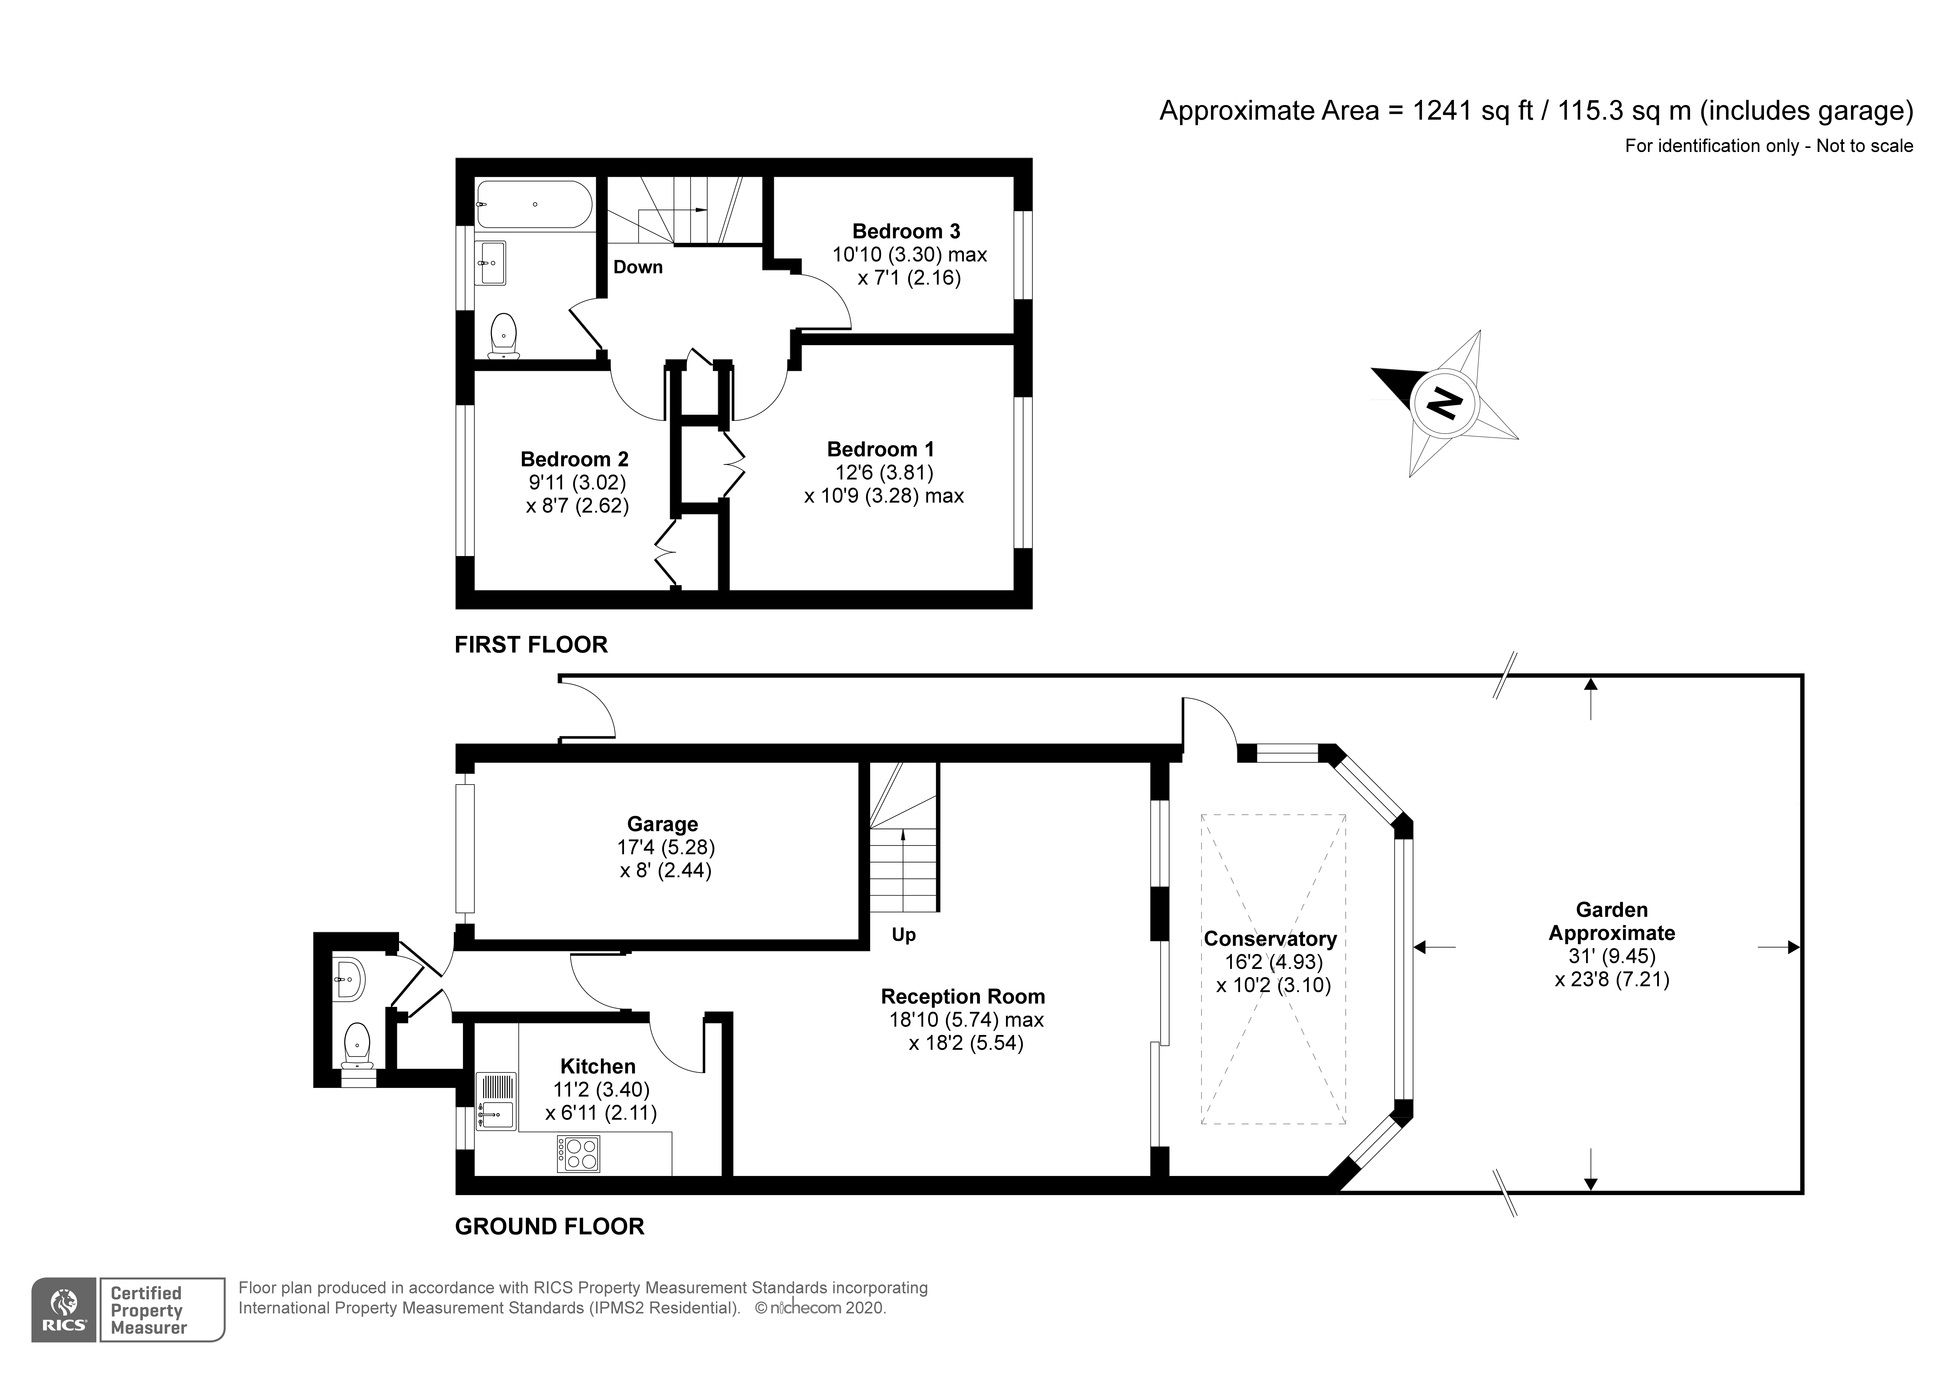 Approximate Area = 1241 sq ft / 115.3 sq m (includes garage)
For identification only - Not to scale
Bedroom 3
10'10 (3.30) max
x 7'1 (2.16)
Down
Bedroom 2
9'11 (3.02)
x 8'7 (2.62)
Bedroom 1
12'6 (3.81)
x 10'9 (3.28) max
N
FIRST FLOOR
Garage
17'4 (5.28)
x 8' (2.44)
Up
Reception Room
18'10 (5.74) max
x 18'2 (5.54)
Conservatory
16'2 (4.93)
x 10'2 (3.10)
Garden
Approximate
31' (9.45)
x 23'8 (7.21)
Kitchen
11'2 (3.40)
x 6'11 (2.11)
GROUND FLOOR
RICS
Certified
Property
Measurer
Floor plan produced in accordance with RICS Property Measurement Standards incorporating
International Property Measurement Standards (IPMS2 Residential). © nichecom 2020.